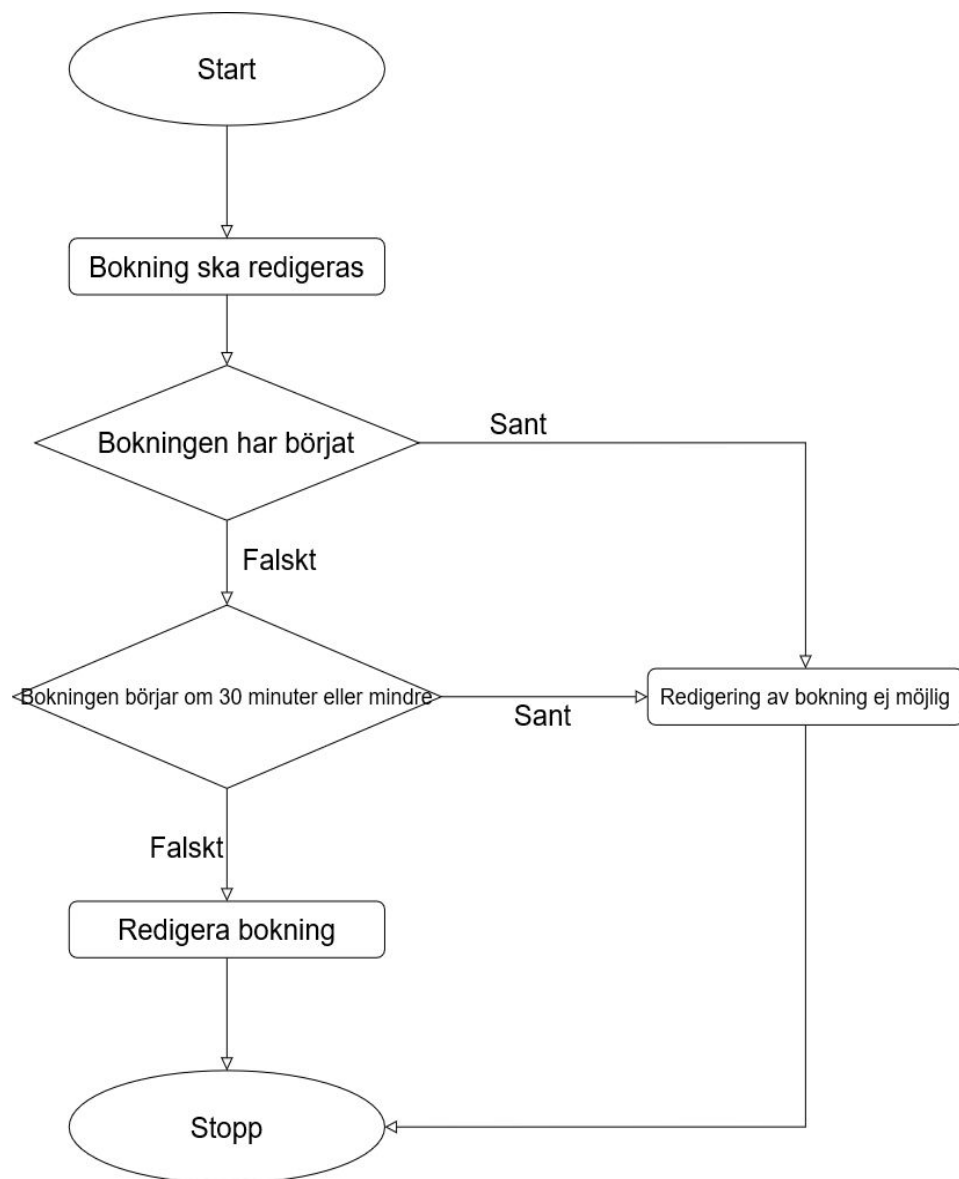 Start
Bokning ska redigeras
Bokningen har börjat
Sant
Falskt
Bokningen börjar om 30 minuter eller mindre
Sant
Redigering av bokning ej möjlig
Falskt
Redigera bokning
Stopp